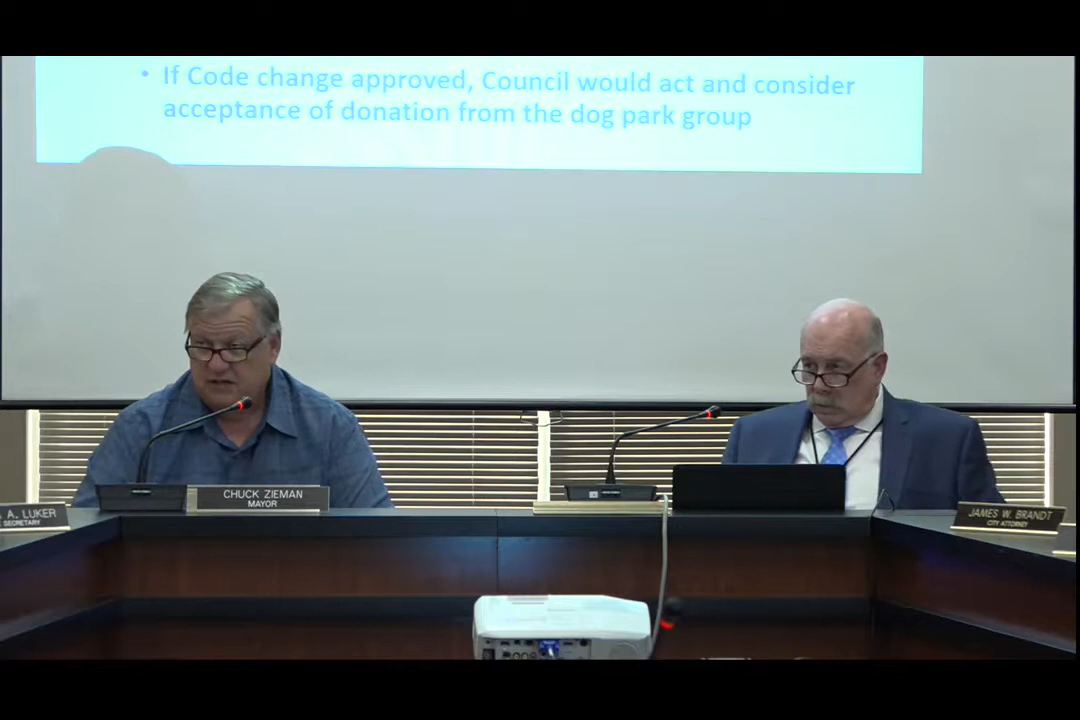 • If Code change approved, Council would act and consider
acceptance of donation from the dog park group
A. LUKER
SECRETARY
CHUCK ZIEMAN
MAYOR
JAMES W. BRANDT
CITY ATTORNEY